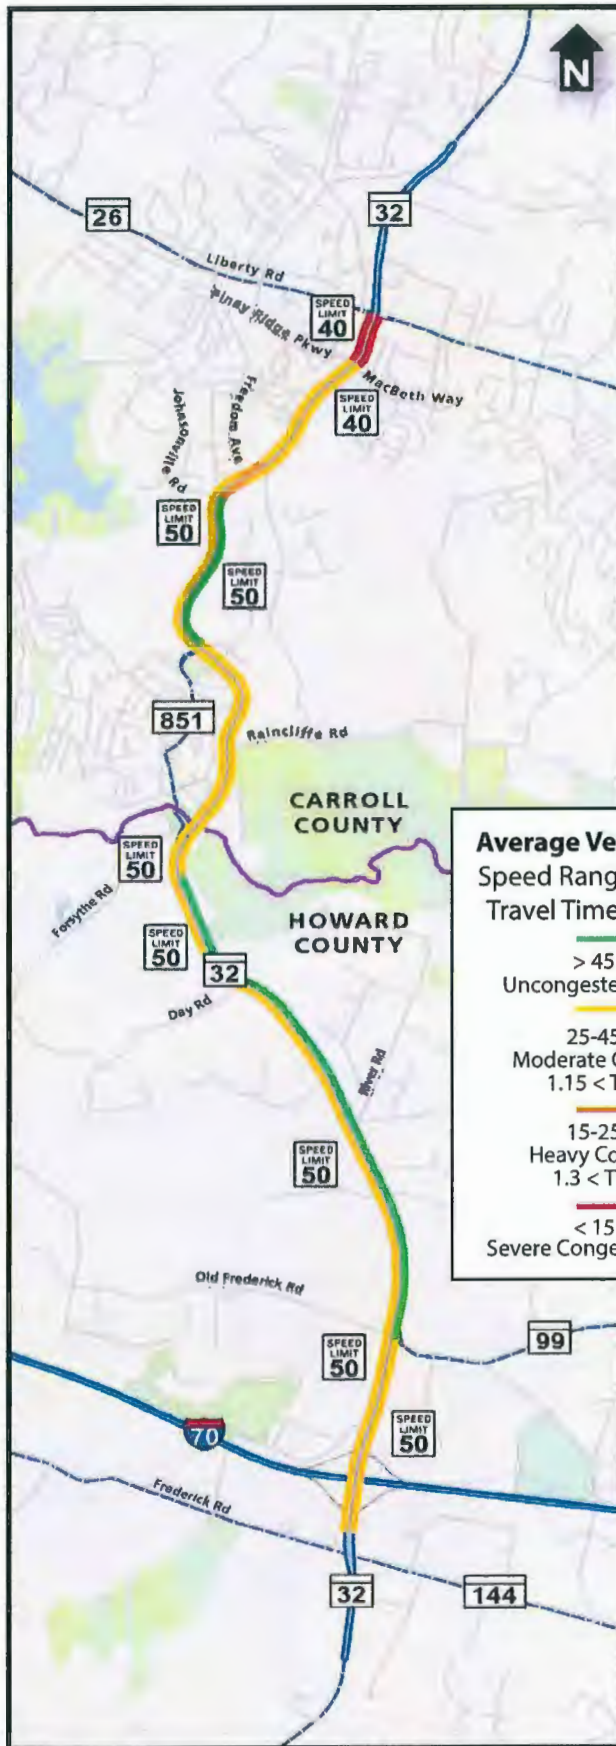 N
26
32
Liberty Rd
Piney Ridge Pkwy
SPEED
LIMIT
40
MacBeth Way
SPEED
LIMIT
40
Johnsonville
Rd
Freedom Ave
SPEED
LIMIT
50
SPEED
LIMIT
50
851
Raincliffe Rd
CARROLL
COUNTY
SPEED
LIMIT
50
Forsythe Rd
SPEED
LIMIT
50
HOWARD
COUNTY
32
Day Rd
River Rd
SPEED
LIMIT
50
Average Ve
Speed Rang
Travel Time
> 45
Uncongeste
25-45
Moderate C
1.15 < T
15-25
Heavy Co
1.3 < T
< 15
Severe Conge
Old Frederick Rd
99
SPEED
LIMIT
50
SPEED
LIMIT
50
70
Frederick Rd
32
144